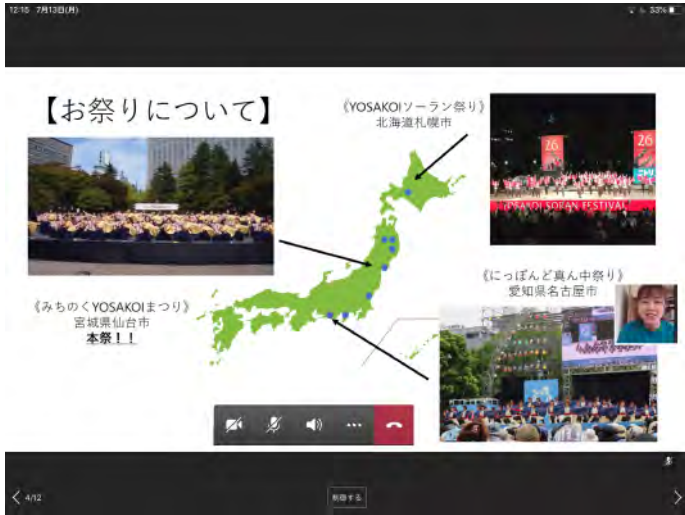 12:15 7月13日(月)
33%
【お祭りについて】
《YOSAKOIソーラン祭り》
北海道札幌市
26
26
YOSAKOI SORAN FESTIVAL
《みちのくYOSAKOIまつり》
宮城県仙台市
本祭！！
《にっぽんど真ん中祭り》
愛知県名古屋市
4/12